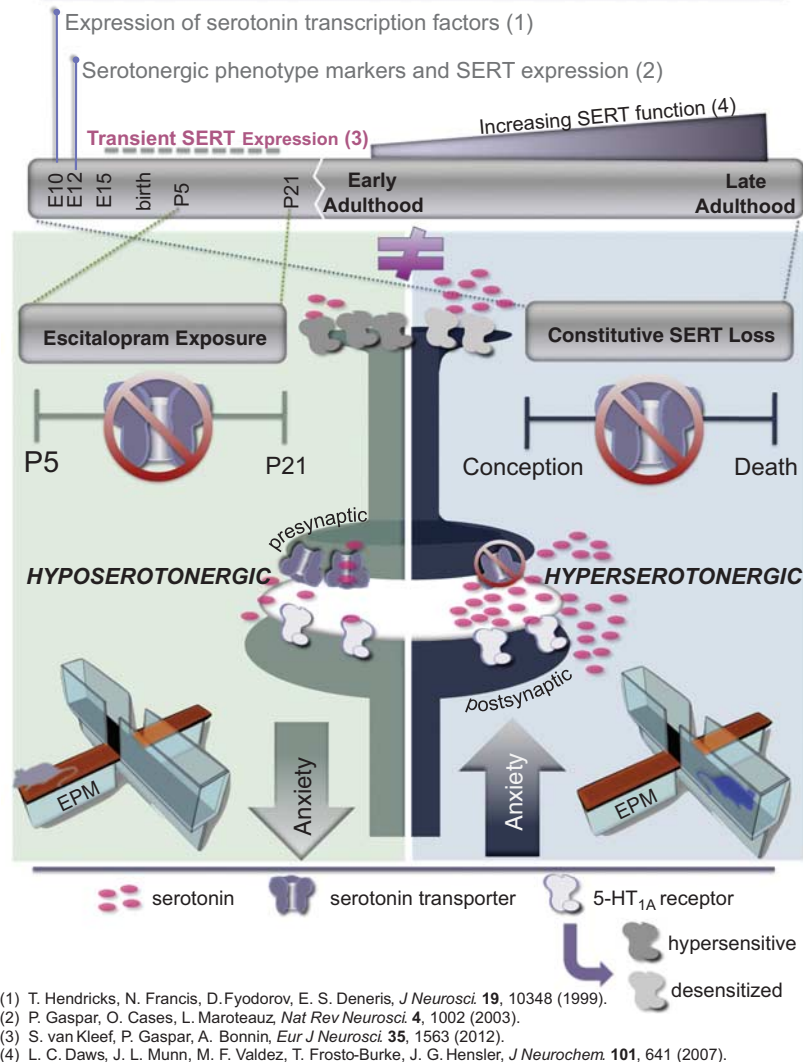 Expression of serotonin transcription factors (1)
Serotonergic phenotype markers and SERT expression (2)
Transient SERT Expression (3)
Increasing SERT function (4)
E10
E12
E15
birth
P5
P21
Early
Adulthood
Late
Adulthood
≠
Escitalopram Exposure
Constitutive SERT Loss
P5
P21
Conception
Death
presynaptic
HYPOSEROTONERGIC
HYPERSEROTONERGIC
postsynaptic
EPM
Anxiety
Anxiety
EPM
serotonin
serotonin transporter
5-HT1A receptor
hypersensitive
desensitized
(1) T. Hendricks, N. Francis, D.Fyodorov, E. S. Deneris, J Neurosci. 19, 10348 (1999).
(2) P. Gaspar, O. Cases, L. Maroteauz, Nat Rev Neurosci. 4, 1002 (2003).
(3) S. van Kleef, P. Gaspar, A. Bonnin, Eur J Neurosci. 35, 1563 (2012).
(4) L. C. Daws, J. L. Munn, M. F. Valdez, T. Frosto-Burke, J. G. Hensler, J Neurochem. 101, 641 (2007).